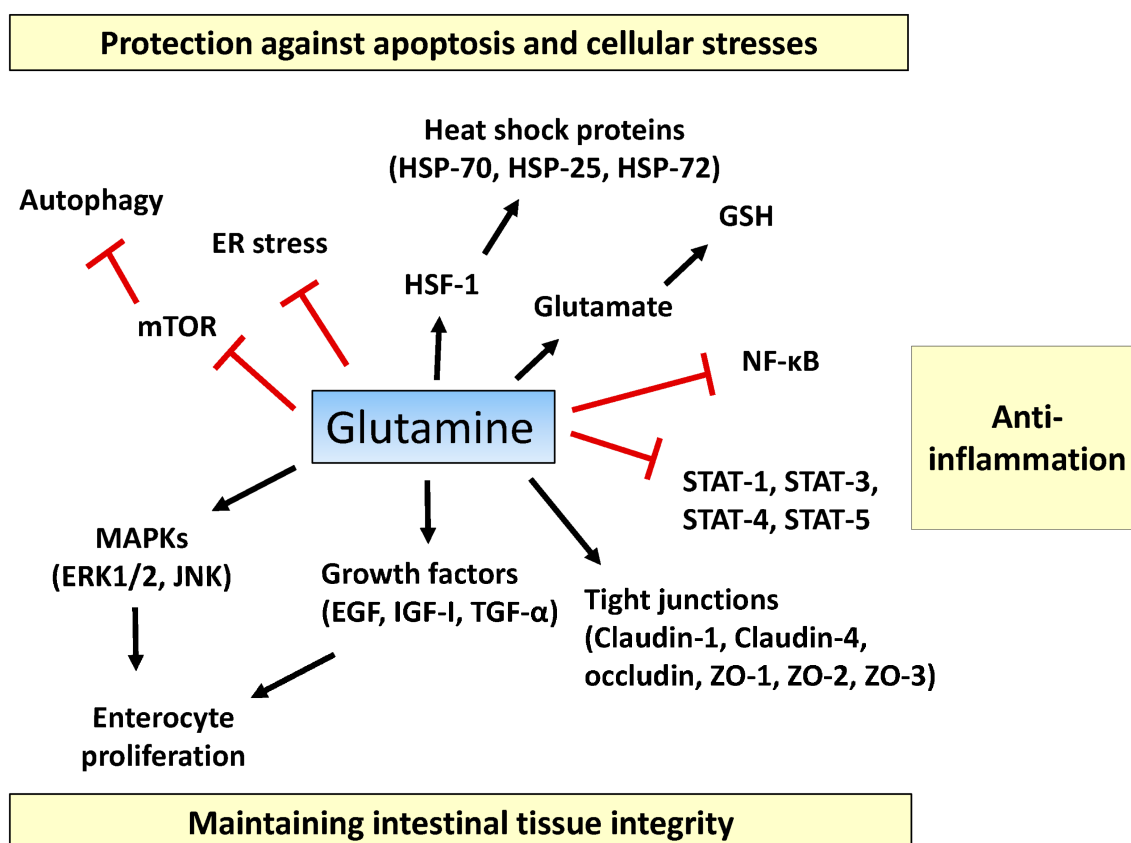 Protection against apoptosis and cellular stresses
Heat shock proteins
(HSP-70, HSP-25, HSP-72)
Autophagy
GSH
ER stress
HSF-1
Glutamate
mTOR
NF-κB
Glutamine
Anti-
inflammation
STAT-1, STAT-3,
STAT-4, STAT-5
MAPKs
(ERK1/2, JNK)
Growth factors
(EGF, IGF-I, TGF-α)
Tight junctions
(Claudin-1, Claudin-4,
occludin, ZO-1, ZO-2, ZO-3)
Enterocyte
proliferation
Maintaining intestinal tissue integrity